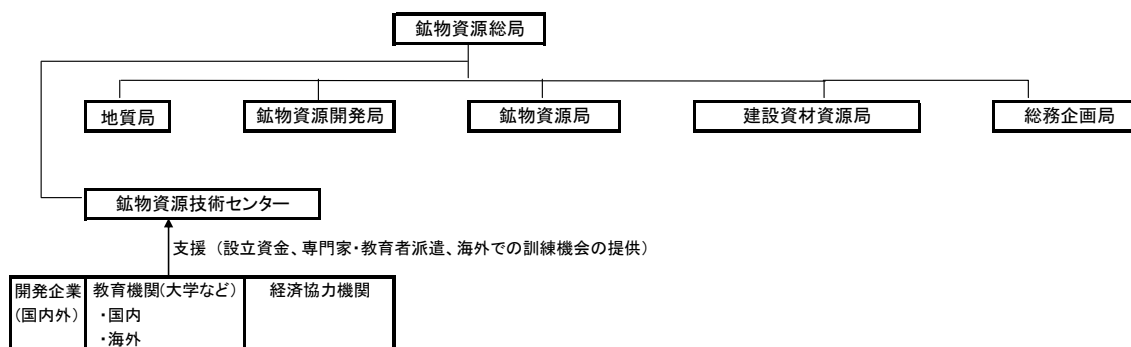 鉱物資源総局
地質局
鉱物資源開発局
鉱物資源局
建設資材資源局
総務企画局
鉱物資源技術センター
支援（設立資金、専門家・教育者派遣、海外での訓練機会の提供）
開発企業
(国内外)
教育機関(大学など)
・国内
・海外
経済協力機関